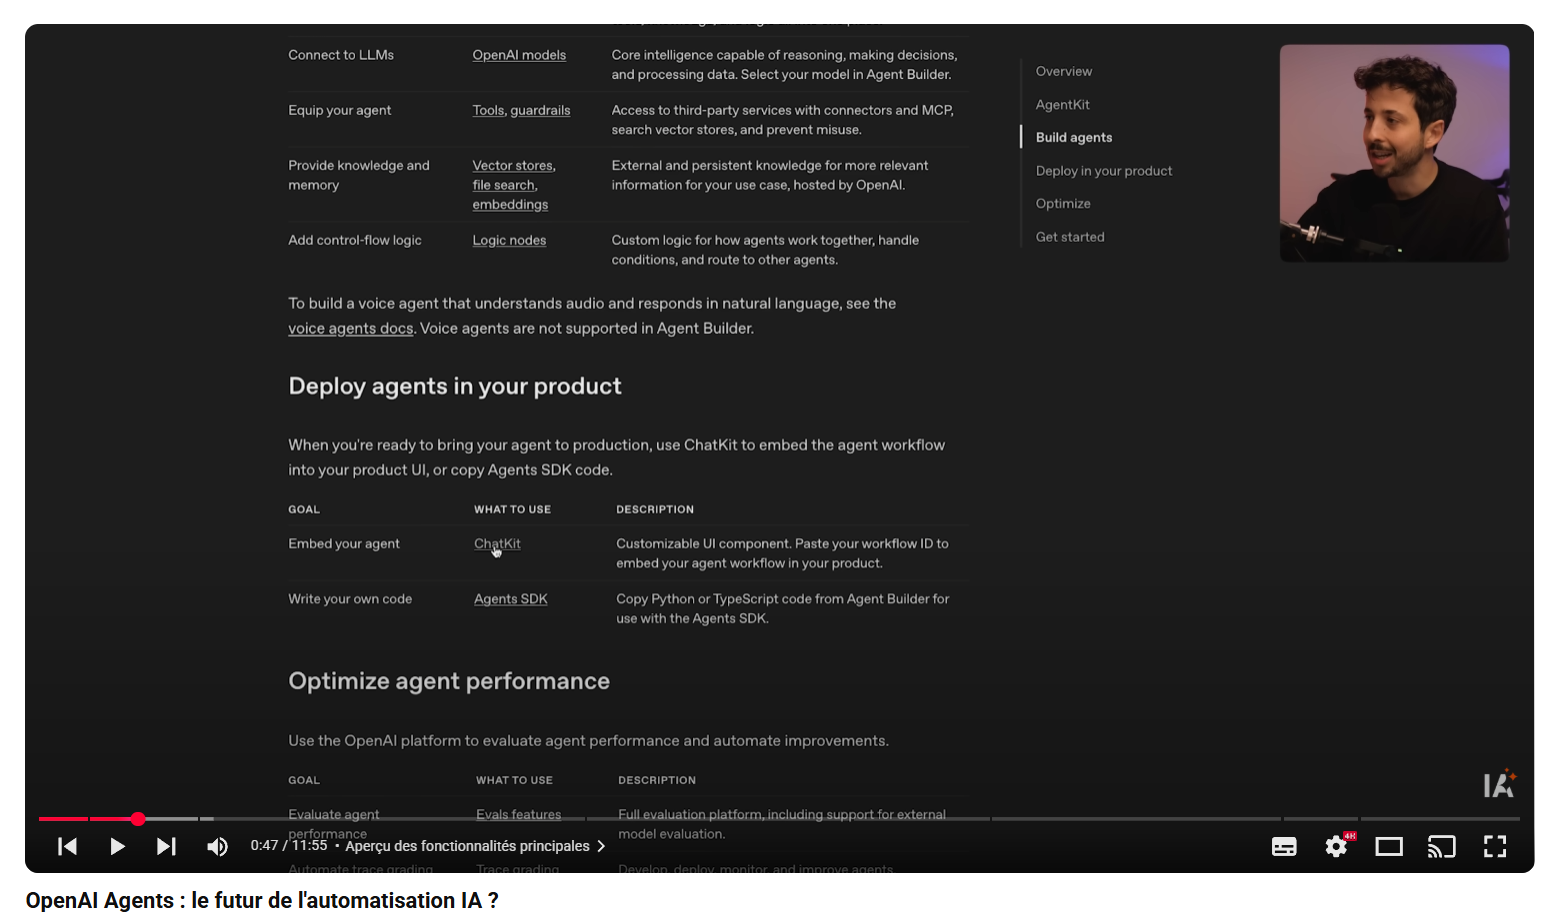 Connect to LLMs
OpenAI models
Core intelligence capable of reasoning, making decisions,
and processing data. Select your model in Agent Builder.
Equip your agent
Tools, guardrails
Access to third-party services with connectors and MCP,
search vector stores, and prevent misuse.
Provide knowledge and
memory
Vector stores,
file search,
embeddings
External and persistent knowledge for more relevant
information for your use case, hosted by OpenAI.
Add control-flow logic
Logic nodes
Custom logic for how agents work together, handle
conditions, and route to other agents.
To build a voice agent that understands audio and responds in natural language, see the
voice agents docs. Voice agents are not supported in Agent Builder.
Deploy agents in your product
When you're ready to bring your agent to production, use ChatKit to embed the agent workflow
into your product UI, or copy Agents SDK code.
GOAL
WHAT TO USE
DESCRIPTION
Embed your agent
ChatKit
Customizable UI component. Paste your workflow ID to
embed your agent workflow in your product.
Write your own code
Agents SDK
Copy Python or TypeScript code from Agent Builder for
use with the Agents SDK.
Optimize agent performance
Use the OpenAI platform to evaluate agent performance and automate improvements.
GOAL
WHAT TO USE
DESCRIPTION
Evaluate agent
performance
Evals features
Full evaluation platform, including support for external
model evaluation.
Automate trace grading
Trace grading
Develop, deploy, monitor, and improve agents
Overview
AgentKit
Build agents
Deploy in your product
Optimize
Get started
IA
0:47 / 11:55 • Aperçu des fonctionnalités principales
4K
OpenAI Agents : le futur de l'automatisation IA ?